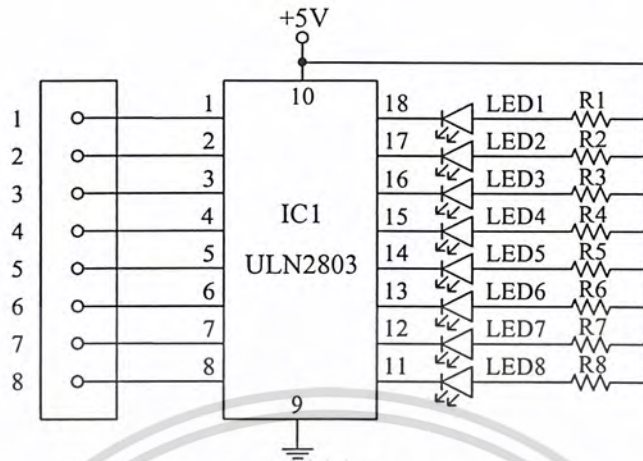 +5V
10
1 1 18 LED1 R1
2 2 17 LED2 R2
3 3 16 LED3 R3
4 4 IC1 15 LED4 R4
5 5 ULN2803 14 LED5 R5
6 6 13 LED6 R6
7 7 12 LED7 R7
8 8 11 LED8 R8
9